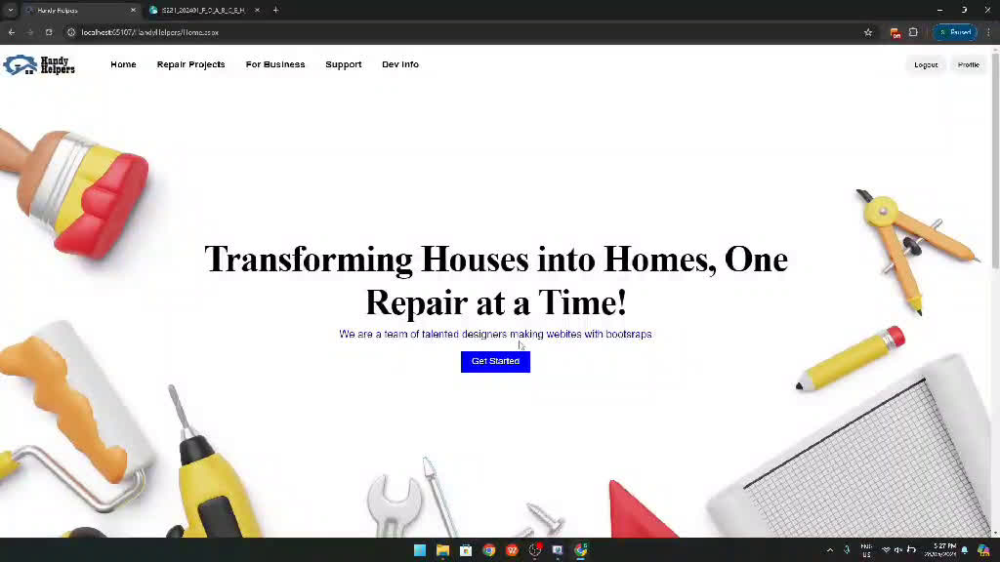 Handy Helpers
localhost:65107/HandyHelpers/Home.aspx
Paused
Handy
Helpers
Home Repair Projects For Business Support Dev Info
Logout Profile
Transforming Houses into Homes, One
Repair at a Time!
We are a team of talented designers making webites with bootsraps
Get Started
ENG
US
5:27 PM